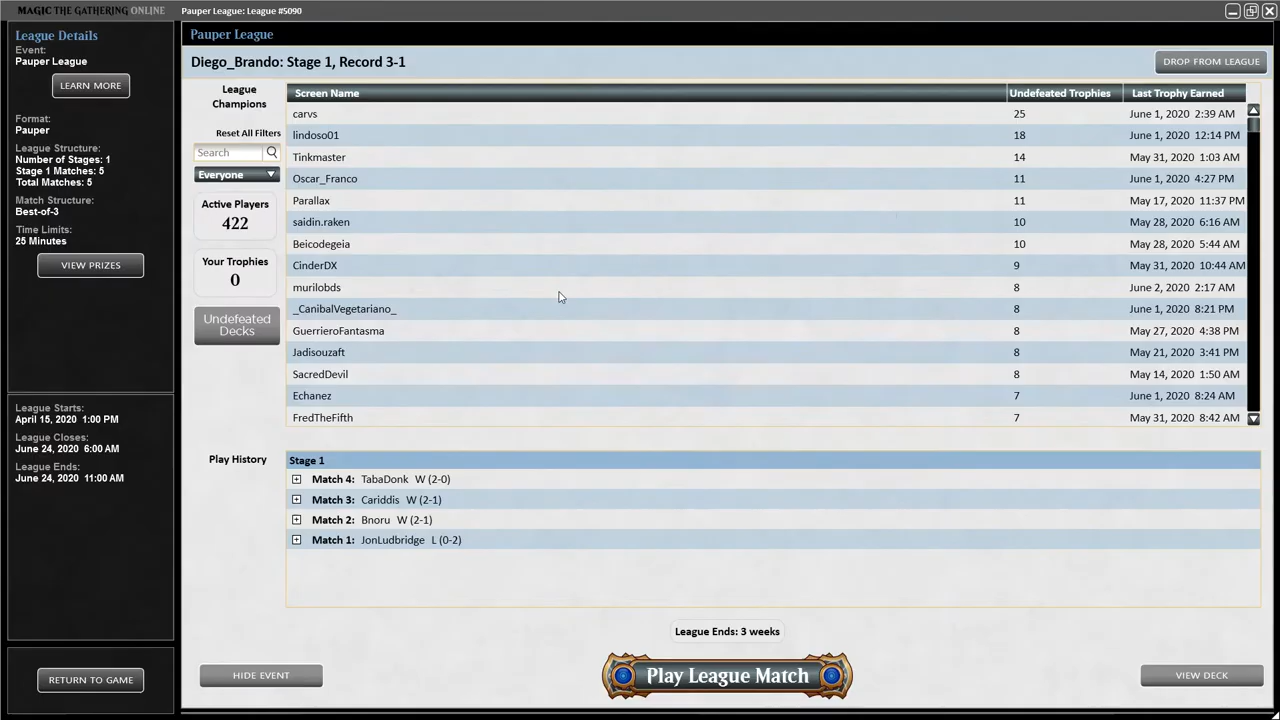 MAGIC THE GATHERING ONLINE
Pauper League: League #5090
League Details
Event:
Pauper League
LEARN MORE
Format:
Pauper
League Structure:
Number of Stages: 1
Stage 1 Matches: 5
Total Matches: 5
Match Structure:
Best-of-3
Time Limits:
25 Minutes
VIEW PRIZES
League Starts:
April 15, 2020 1:00 PM
League Closes:
June 24, 2020 6:00 AM
League Ends:
June 24, 2020 11:00 AM
RETURN TO GAME
Pauper League
Diego_Brando: Stage 1, Record 3-1
DROP FROM LEAGUE
League
Champions
Reset All Filters
Search
Everyone
Active Players
422
Your Trophies
0
Undefeated
Decks
Screen Name Undefeated Trophies Last Trophy Earned
carvs 25 June 1, 2020 2:39 AM
lindoso01 18 June 1, 2020 12:14 PM
Tinkmaster 14 May 31, 2020 1:03 AM
Oscar_Franco 11 June 1, 2020 4:27 PM
Parallax 11 May 17, 2020 11:37 PM
saidin.raken 10 May 28, 2020 6:16 AM
Beicodegeia 10 May 28, 2020 5:44 AM
CinderDX 9 May 31, 2020 10:44 AM
murilobds 8 June 2, 2020 2:17 AM
_CanibalVegetariano_ 8 June 1, 2020 8:21 PM
GuerrieroFantasma 8 May 27, 2020 4:38 PM
Jadisouzaft 8 May 21, 2020 3:41 PM
SacredDevil 8 May 14, 2020 1:50 AM
Echanez 7 June 1, 2020 8:24 AM
FredTheFifth 7 May 31, 2020 8:42 AM
Play History
Stage 1
Match 4: TabaDonk W (2-0)
Match 3: Cariddis W (2-1)
Match 2: Bnoru W (2-1)
Match 1: JonLudbridge L (0-2)
League Ends: 3 weeks
HIDE EVENT
Play League Match
VIEW DECK